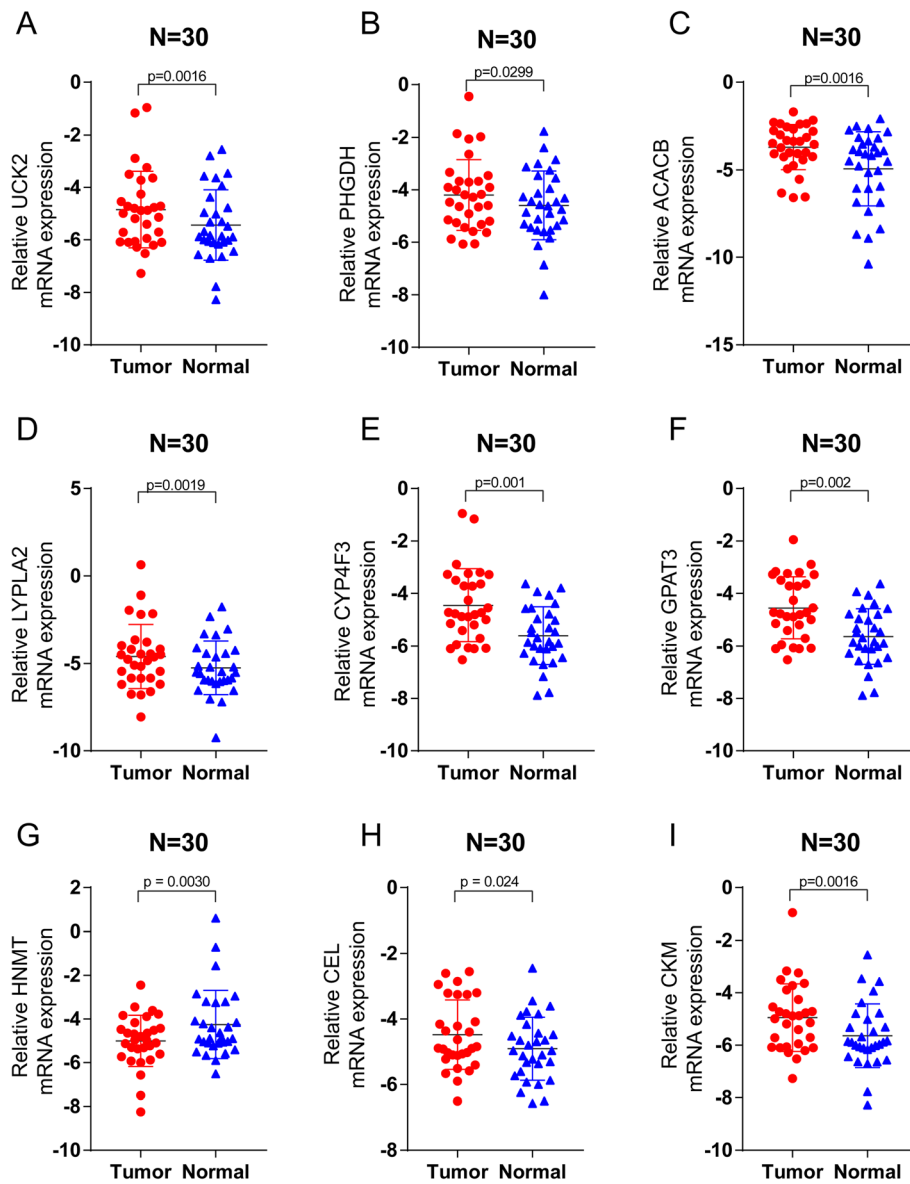 A
N=30
p=0.0016
Relative UCK2
mRNA expression
0
-2
-4
-6
-8
-10
Tumor Normal
B
N=30
p=0.0299
Relative PHGDH
mRNA expression
0
-2
-4
-6
-8
-10
Tumor Normal
C
N=30
p=0.0016
Relative ACACB
mRNA expression
0
-5
-10
-15
Tumor Normal
D
N=30
p=0.0019
Relative LYPLA2
mRNA expression
5
0
-5
-10
Tumor Normal
E
N=30
p=0.001
Relative CYP4F3
mRNA expression
0
-2
-4
-6
-8
-10
Tumor Normal
F
N=30
p=0.002
Relative GPAT3
mRNA expression
0
-2
-4
-6
-8
-10
Tumor Normal
G
N=30
p = 0.0030
Relative HNMT
mRNA expression
2
0
-2
-4
-6
-8
-10
Tumor Normal
H
N=30
p = 0.024
Relative CEL
mRNA expression
0
-2
-4
-6
-8
Tumor Normal
I
N=30
p=0.0016
Relative CKM
mRNA expression
0
-2
-4
-6
-8
-10
Tumor Normal